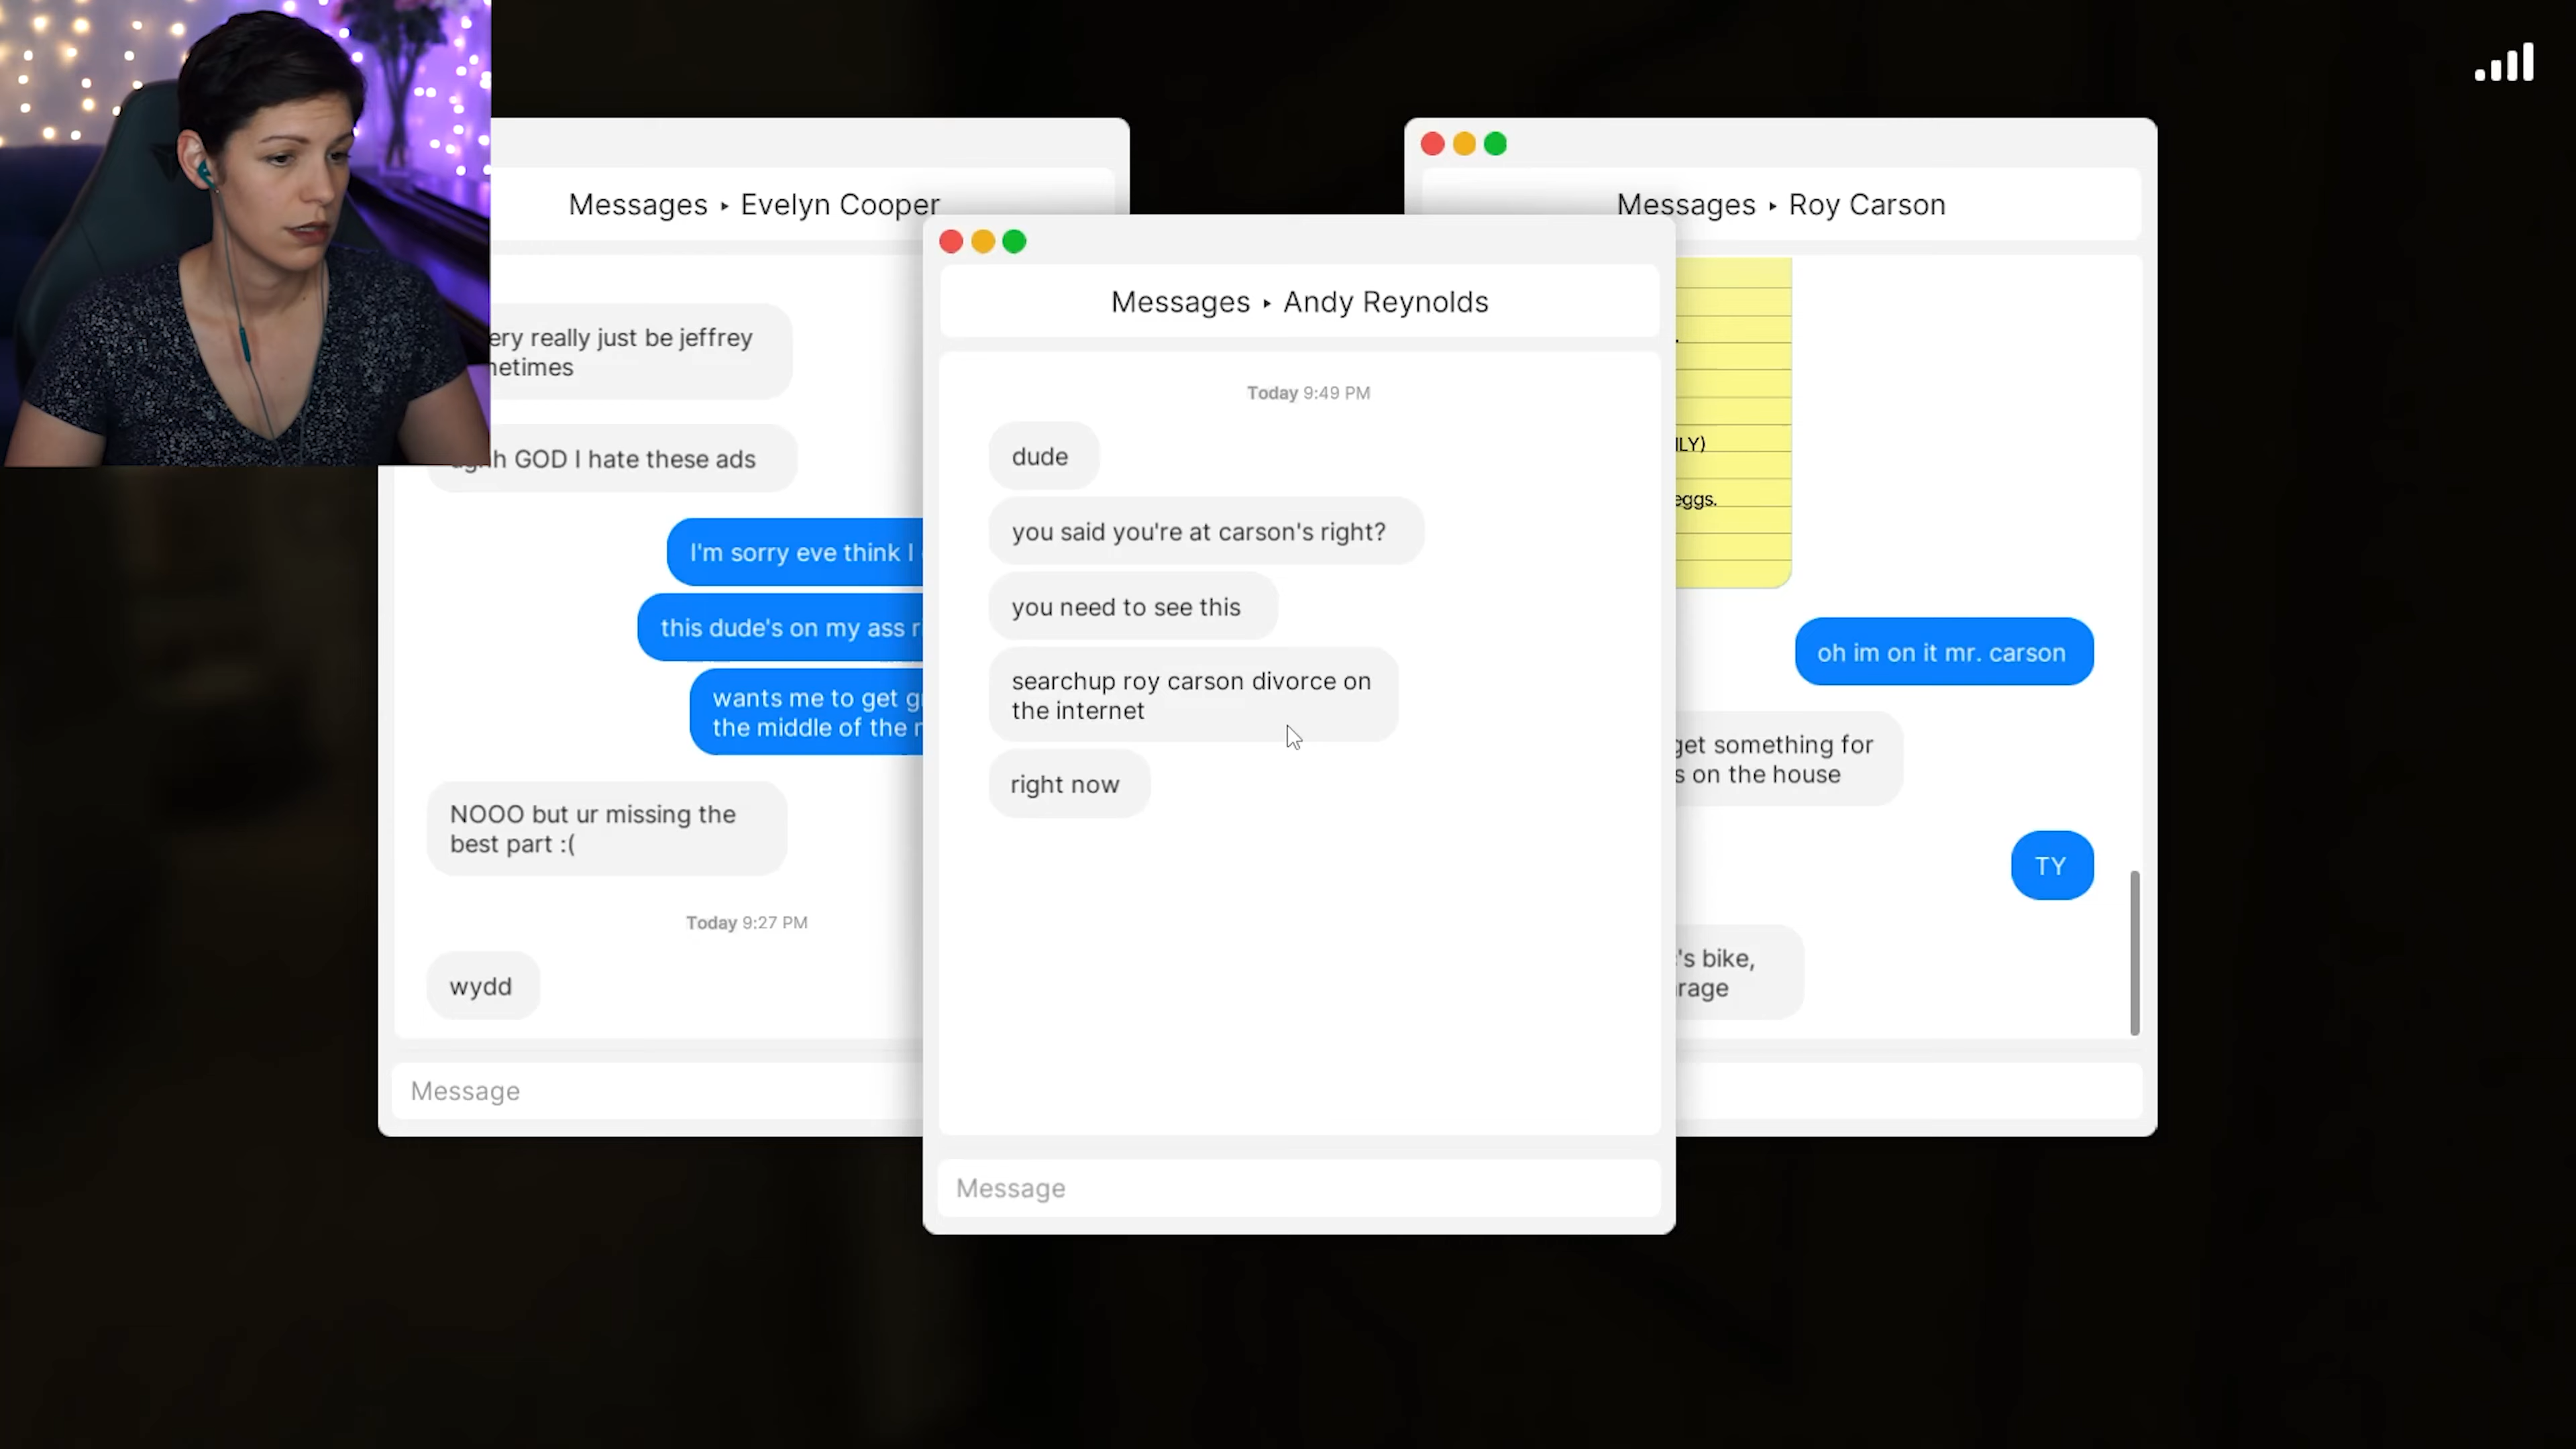 Messages ▸ Evelyn Cooper
really just be jeffrey
GOD I hate these ads
I'm sorry eve think I
this dude's on my ass
wants me to get
the middle of the
NOOO but ur missing the
best part :(
Today 9:27 PM
wydd
Message
Messages ▸ Andy Reynolds
Today 9:49 PM
dude
you said you're at carson's right?
you need to see this
searchup roy carson divorce on
the internet
right now
Message
Messages ▸ Roy Carson
eggs.
oh im on it mr. carson
get something for
on the house
TY
bike,